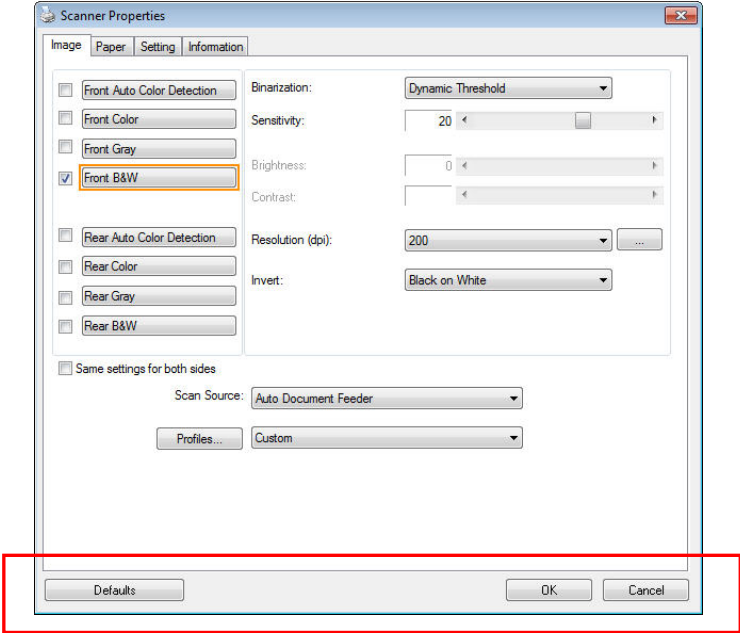 Scanner Properties
Image Paper Setting Information
Front Auto Color Detection
Front Color
Front Gray
Front B&W
Rear Auto Color Detection
Rear Color
Rear Gray
Rear B&W
Binarization: Dynamic Threshold
Sensitivity: 20
Brightness: 0
Contrast:
Resolution (dpi): 200 ...
Invert: Black on White
Same settings for both sides
Scan Source: Auto Document Feeder
Profiles... Custom
Defaults OK Cancel